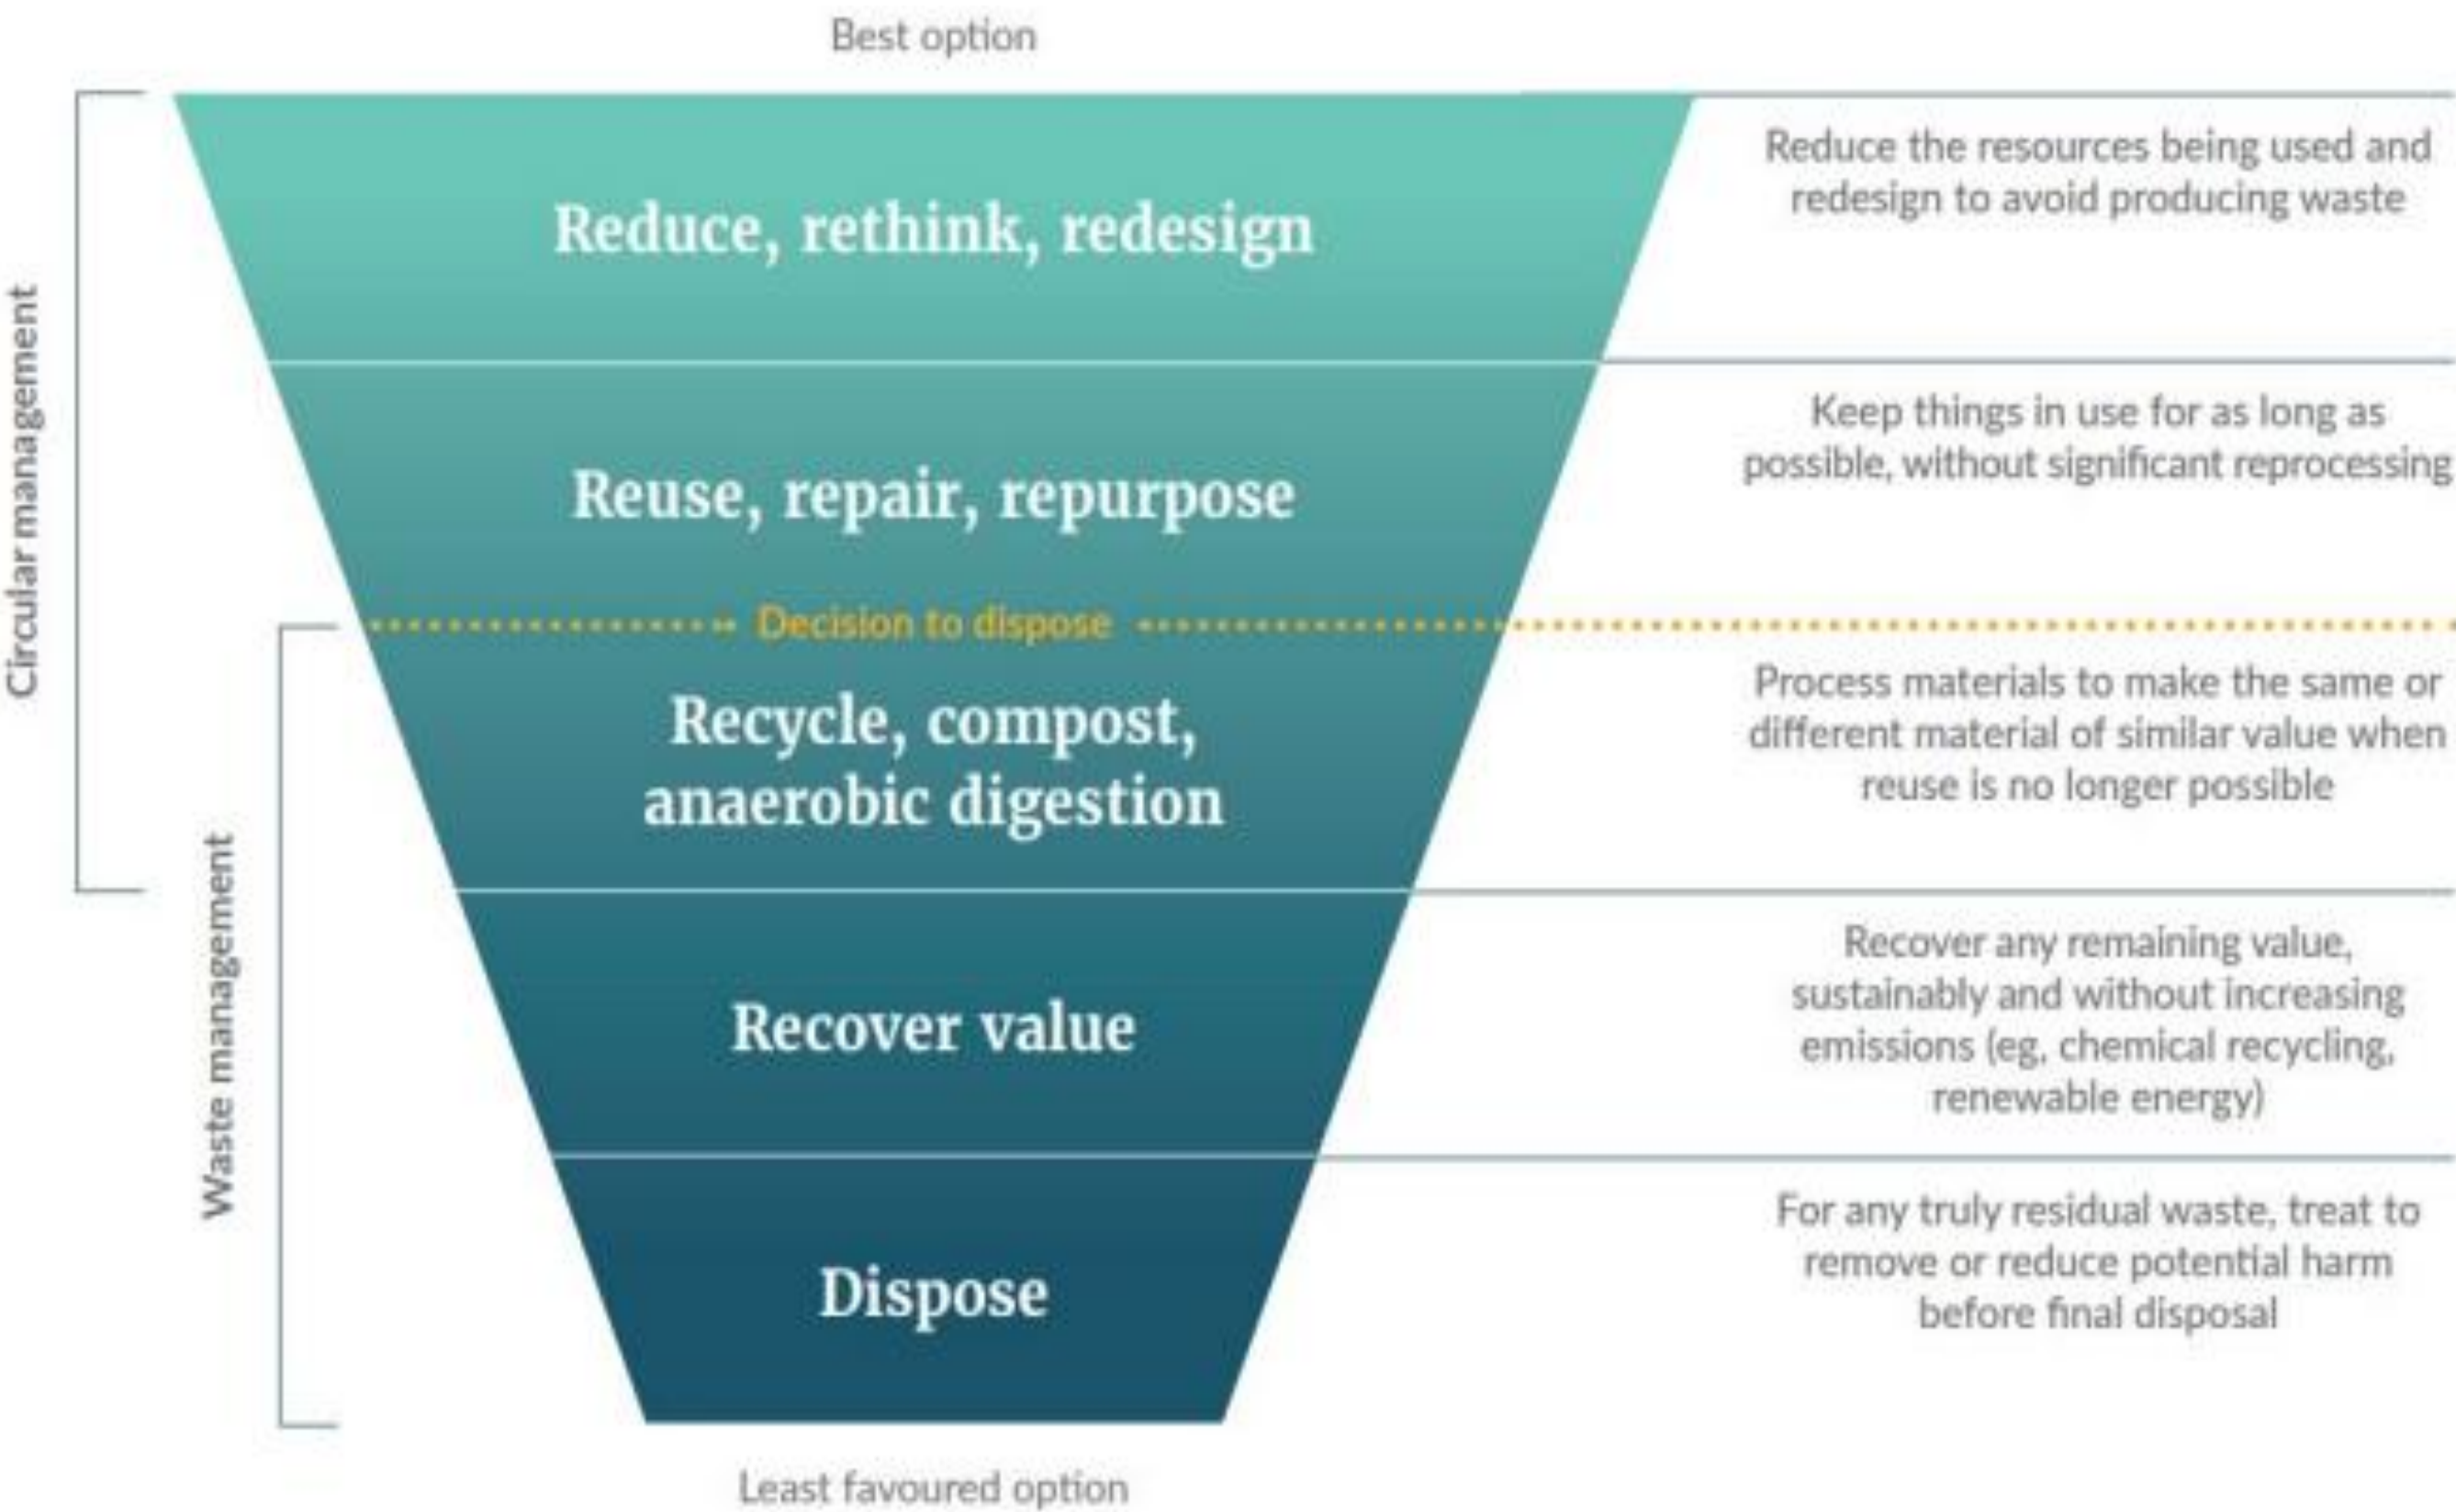 Best option
Circular management
Waste management
Reduce, rethink, redesign
Reduce the resources being used and
redesign to avoid producing waste
Reuse, repair, repurpose
Keep things in use for as long as
possible, without significant reprocessing
Decision to dispose
Recycle, compost,
anaerobic digestion
Process materials to make the same or
different material of similar value when
reuse is no longer possible
Recover value
Recover any remaining value,
sustainably and without increasing
emissions (eg, chemical recycling,
renewable energy)
Dispose
For any truly residual waste, treat to
remove or reduce potential harm
before final disposal
Least favoured option